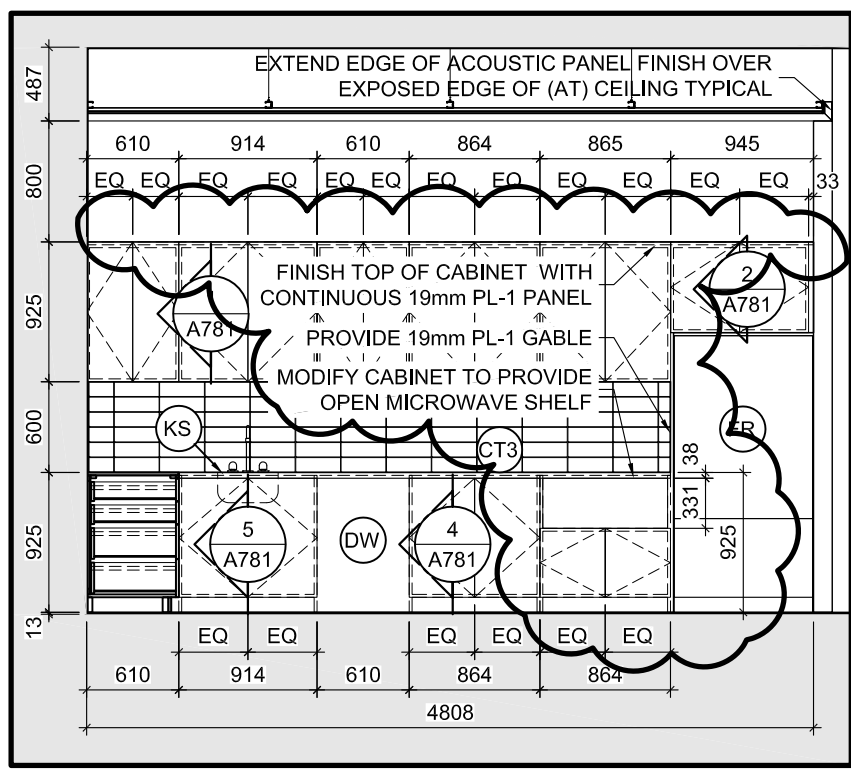 EXTEND EDGE OF ACOUSTIC PANEL FINISH OVER
EXPOSED EDGE OF (AT) CEILING TYPICAL
487
610 914 610 864 865 945
EQ EQ EQ EQ EQ EQ EQ EQ EQ EQ EQ EQ 33
800
FINISH TOP OF CABINET WITH
CONTINUOUS 19mm PL-1 PANEL
2
A781
A781
925
PROVIDE 19mm PL-1 GABLE
MODIFY CABINET TO PROVIDE
OPEN MICROWAVE SHELF
600
KS
CT3
38
331
925
5
A781
DW
4
A781
925
13
EQ EQ EQ EQ EQ EQ
610 914 610 864 864
4808